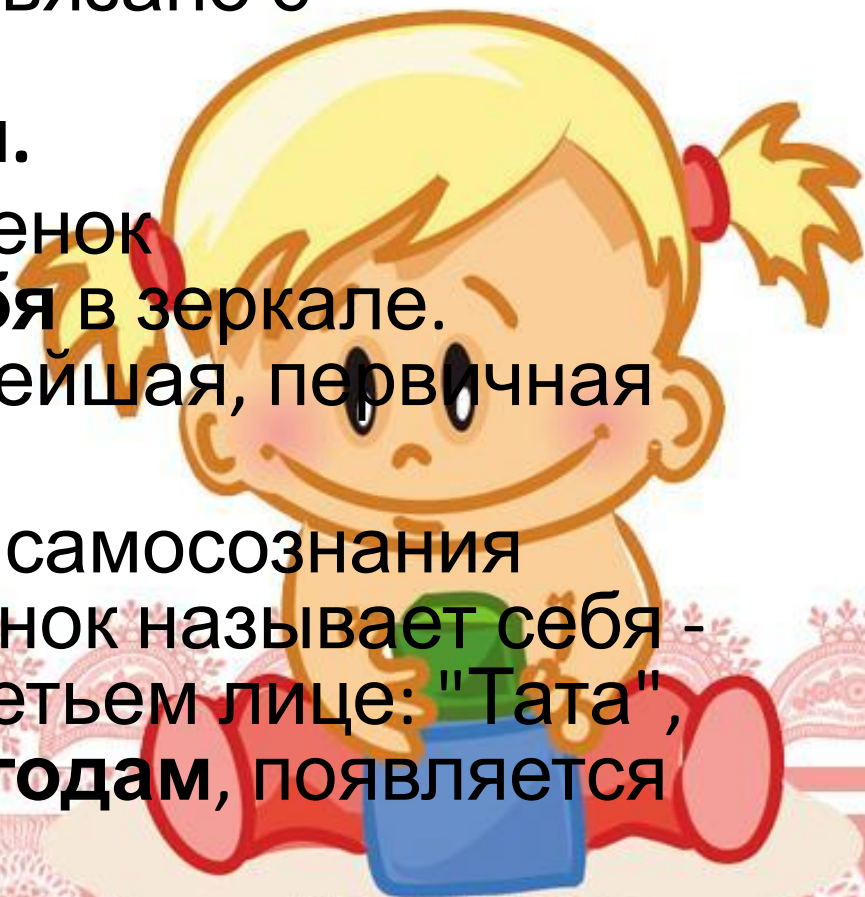 и.
енок
бя в зеркале.
ейшая, первичная
самосознания
нок называет себя -
етьем лице: "Тата",
годам, появляется